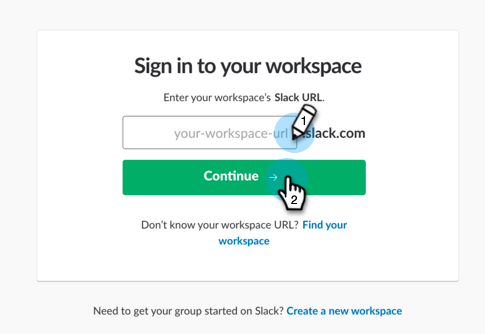 Sign in to your workspace
Enter your workspace's Slack URL.
your-workspace-url .slack.com
1
Continue →
2
Don't know your workspace URL? Find your
workspace
Need to get your group started on Slack? Create a new workspace